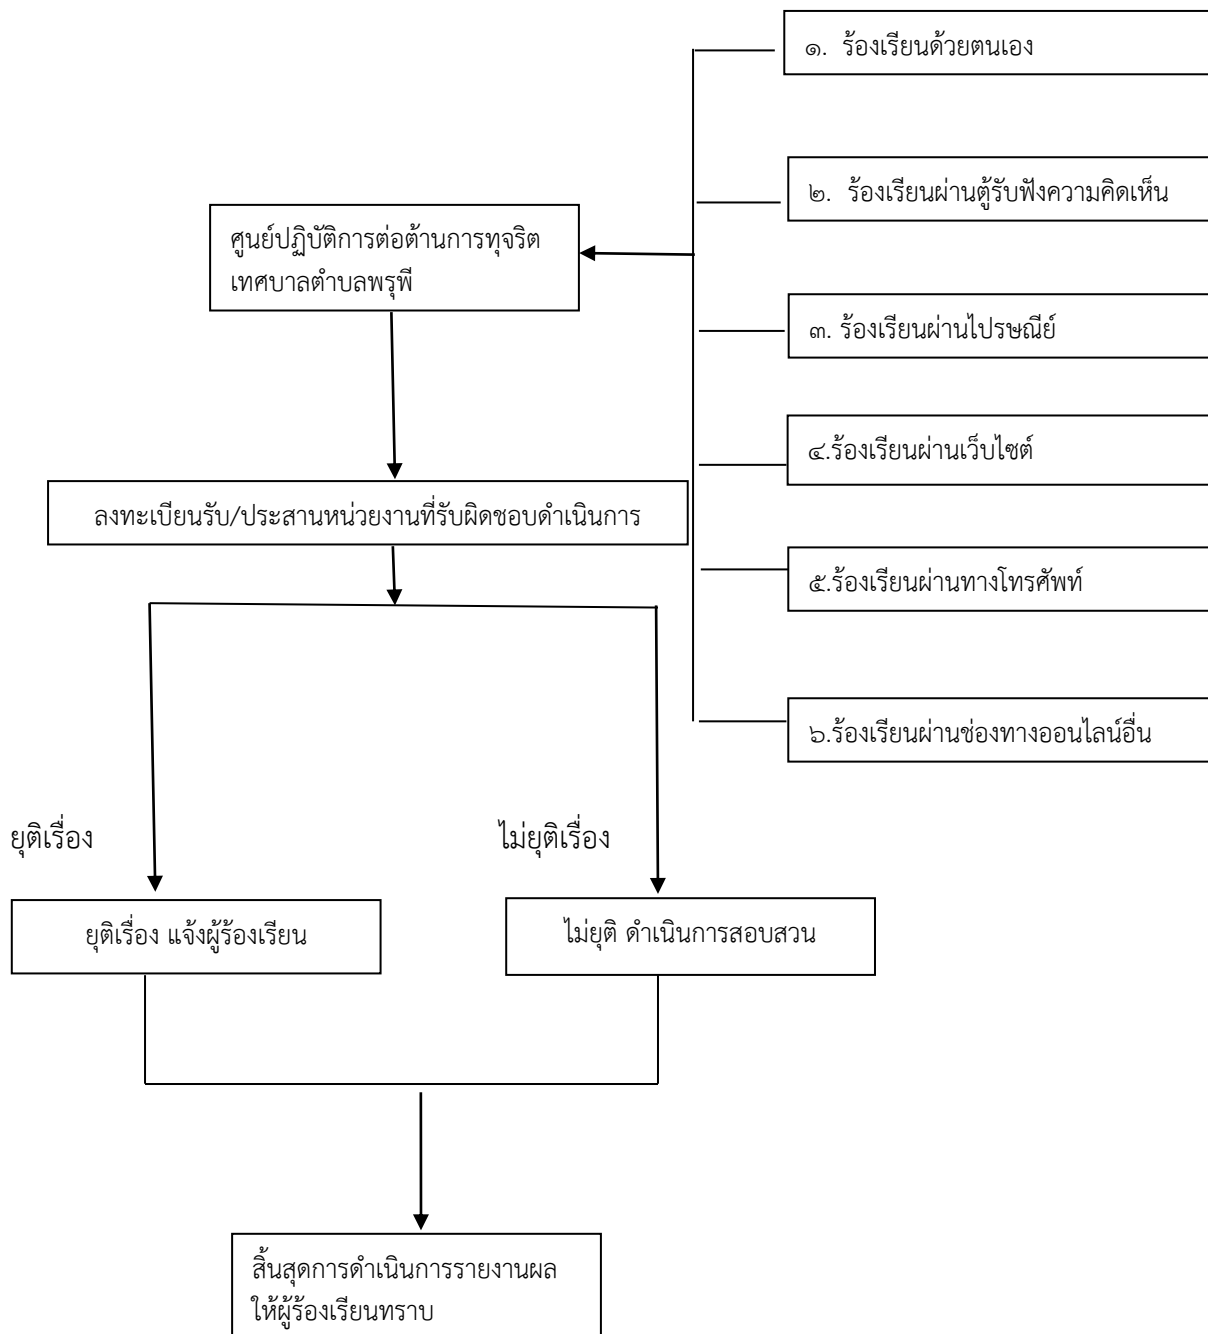 ๑. ร้องเรียนด้วยตนเอง
๒. ร้องเรียนผ่านตู้รับฟังความคิดเห็น
ศูนย์ปฏิบัติการต่อต้านการทุจริต
เทศบาลตำบลพรุพี
๓. ร้องเรียนผ่านไปรษณีย์
๔.ร้องเรียนผ่านเว็บไซต์
ลงทะเบียนรับ/ประสานหน่วยงานที่รับผิดชอบดำเนินการ
๕.ร้องเรียนผ่านทางโทรศัพท์
๖.ร้องเรียนผ่านช่องทางออนไลน์อื่น
ยุติเรื่อง
ไม่ยุติเรื่อง
ยุติเรื่อง แจ้งผู้ร้องเรียน
ไม่ยุติ ดำเนินการสอบสวน
สิ้นสุดการดำเนินการรายงานผล
ให้ผู้ร้องเรียนทราบ